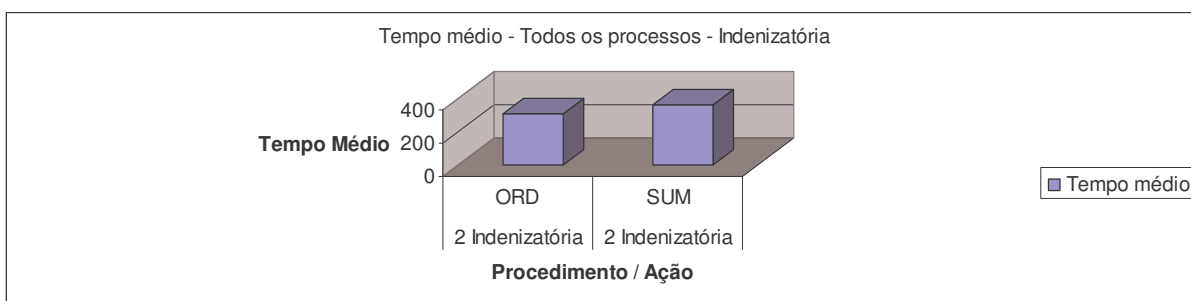 Tempo médio - Todos os processos - Indenizatória
400
200
0
Tempo Médio
ORD
SUM
2 Indenizatória
2 Indenizatória
Procedimento / Ação
Tempo médio